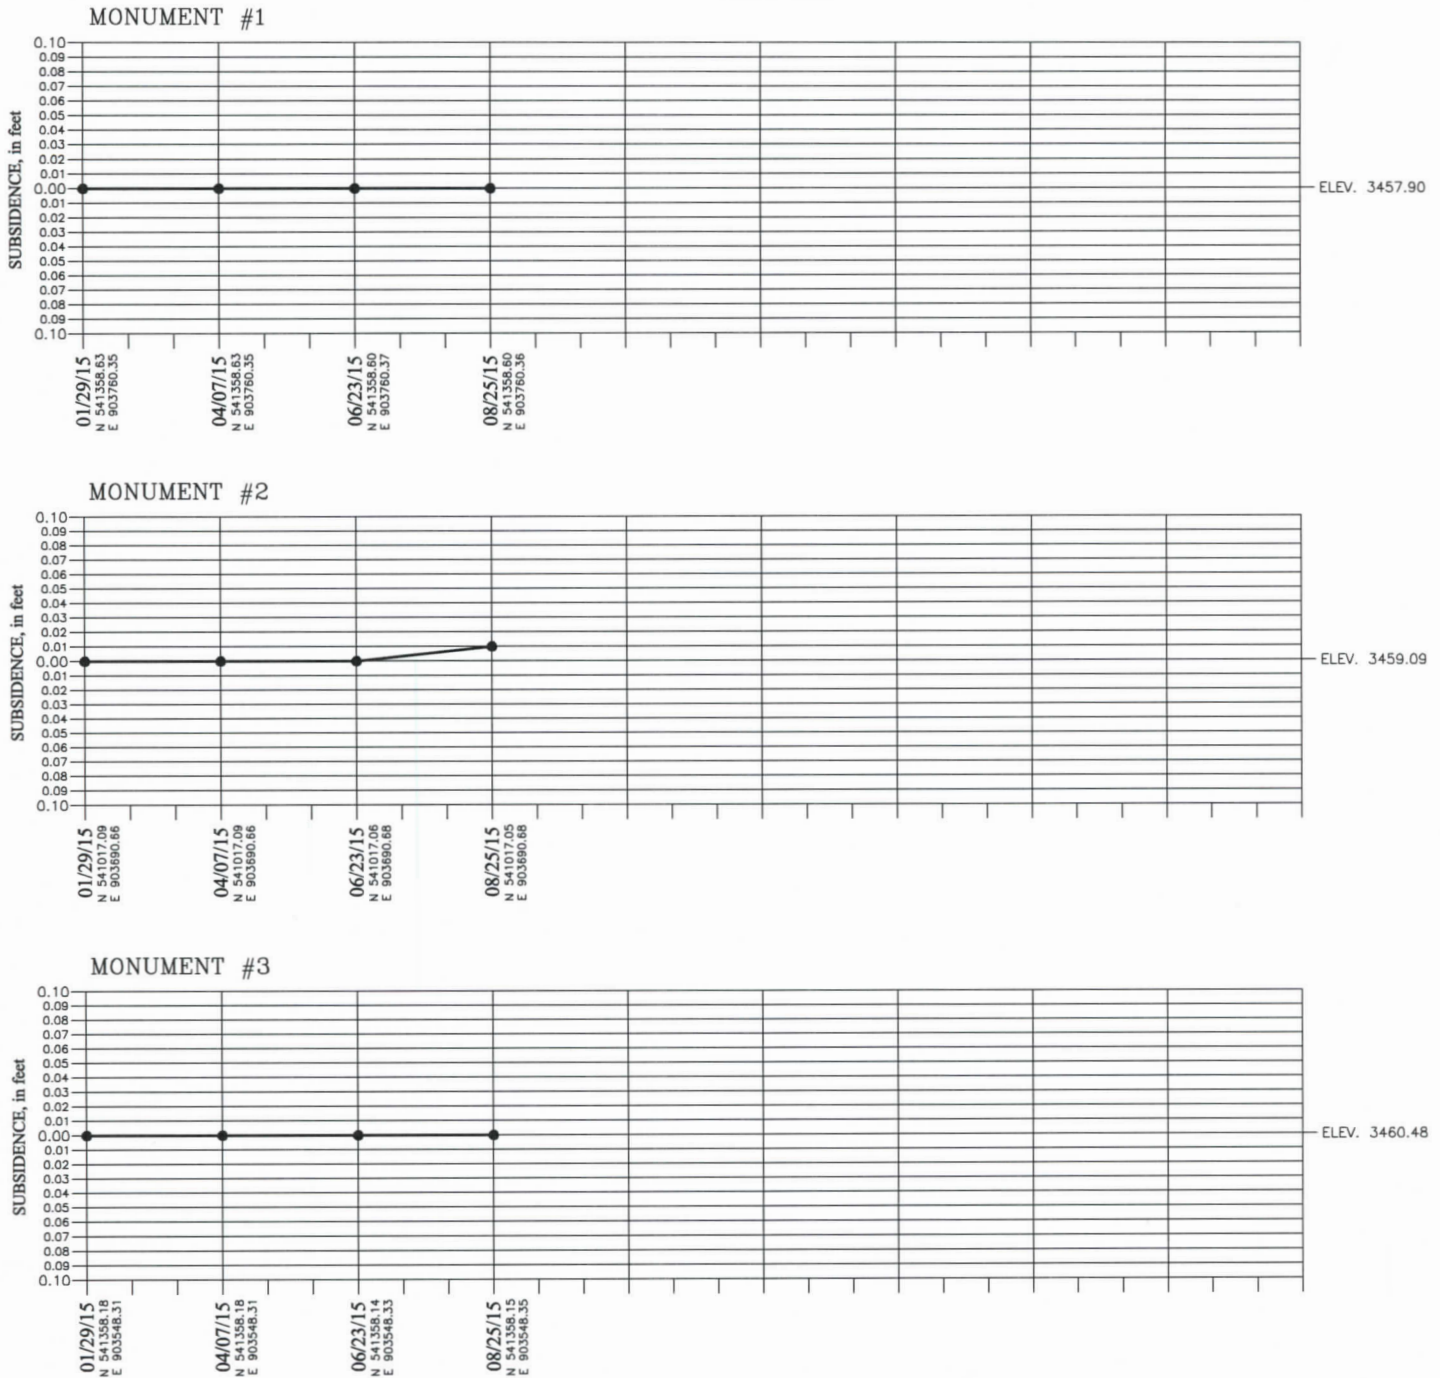 MONUMENT #1
SUBSIDENCE, in feet
0.10
0.09
0.08
0.07
0.06
0.05
0.04
0.03
0.02
0.01
0.00
0.01
0.02
0.03
0.04
0.05
0.06
0.07
0.08
0.09
0.10
ELEV. 3457.90
01/29/15
N 541358.63
E 903760.35
04/07/15
N 541358.63
E 903760.35
06/23/15
N 541358.60
E 903760.37
08/25/15
N 541358.60
E 903760.36
MONUMENT #2
SUBSIDENCE, in feet
0.10
0.09
0.08
0.07
0.06
0.05
0.04
0.03
0.02
0.01
0.00
0.01
0.02
0.03
0.04
0.05
0.06
0.07
0.08
0.09
0.10
ELEV. 3459.09
01/29/15
N 541017.09
E 903690.66
04/07/15
N 541017.09
E 903690.66
06/23/15
N 541017.06
E 903690.68
08/25/15
N 541017.05
E 903690.68
MONUMENT #3
SUBSIDENCE, in feet
0.10
0.09
0.08
0.07
0.06
0.05
0.04
0.03
0.02
0.01
0.00
0.01
0.02
0.03
0.04
0.05
0.06
0.07
0.08
0.09
0.10
ELEV. 3460.48
01/29/15
N 541358.18
E 903548.31
04/07/15
N 541358.18
E 903548.31
06/23/15
N 541358.14
E 903548.33
08/25/15
N 541358.15
E 903548.35